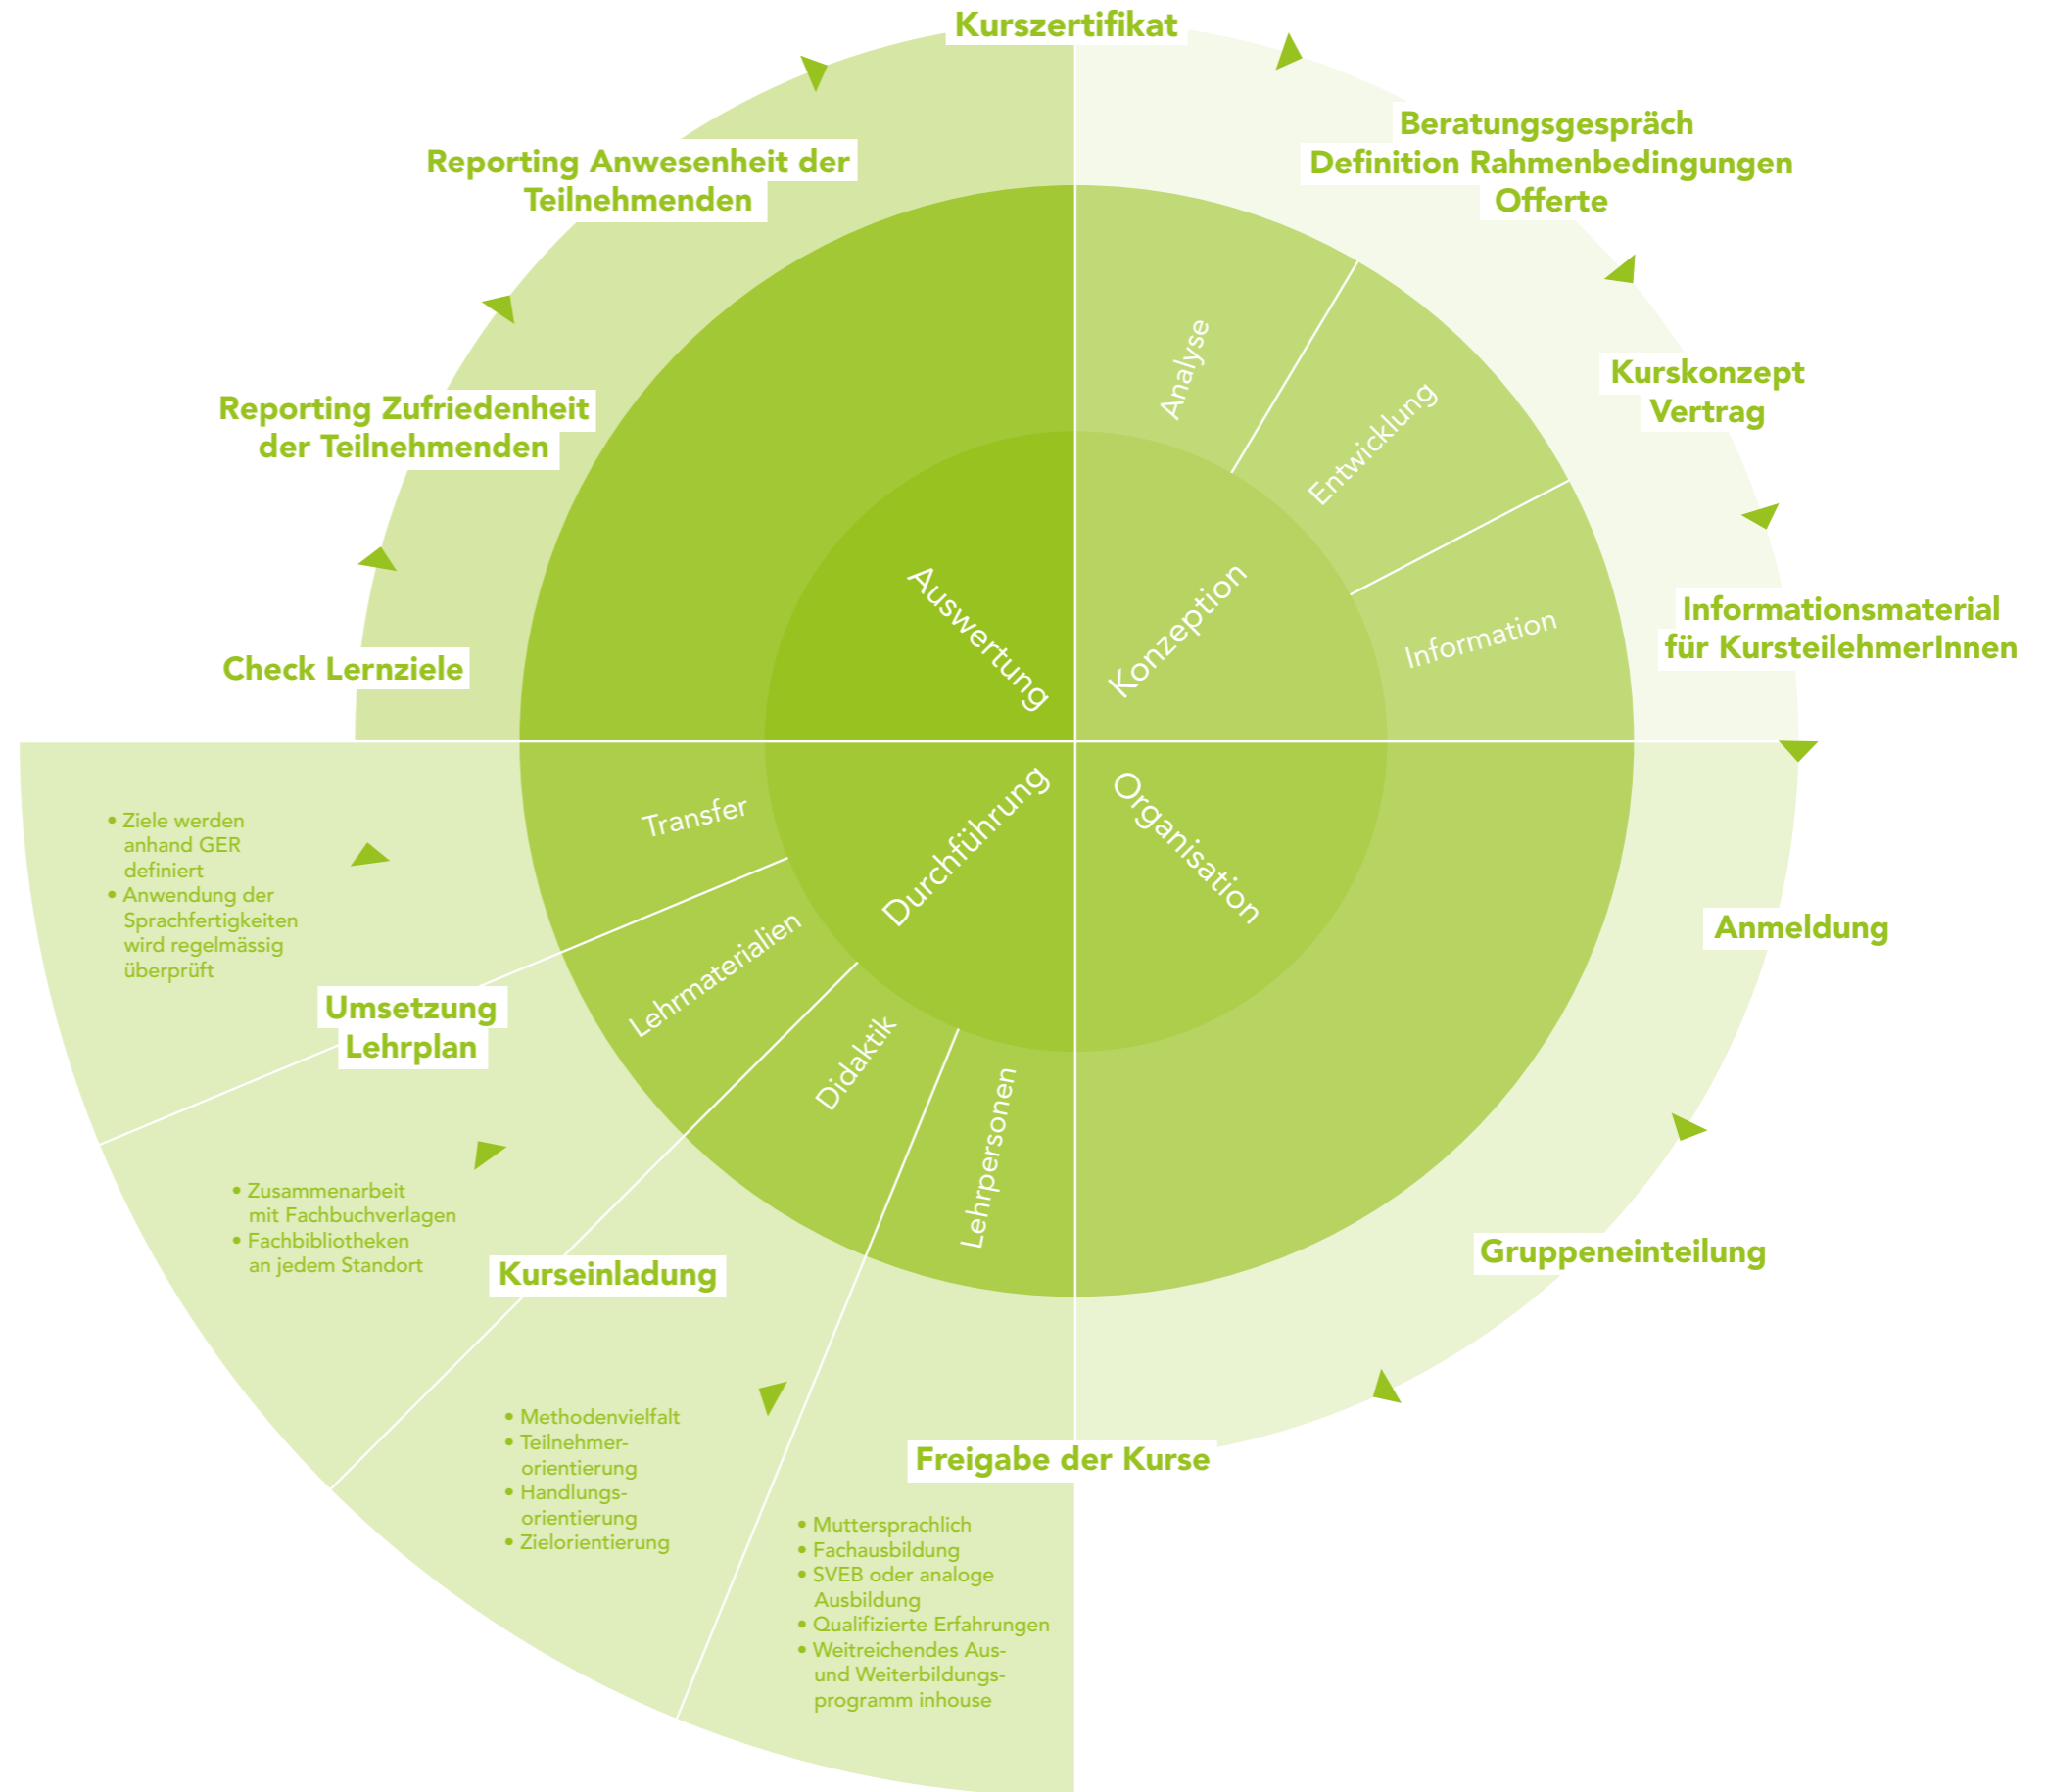 Kurszertifikat
Beratungsgespräch
Definition Rahmenbedingungen
Offerte
Kurskonzept
Vertrag
Informationsmaterial
für KursteilehmerInnen
Anmeldung
Gruppeneinteilung
Freigabe der Kurse
Kurseinladung
Umsetzung
Lehrplan
Check Lernziele
Reporting Zufriedenheit
der Teilnehmenden
Reporting Anwesenheit der
Teilnehmenden
Konzeption
Analyse
Entwicklung
Information
Organisation
Durchführung
Lehrpersonen
• Muttersprachlich
• Fachausbildung
• SVEB oder analoge
Ausbildung
• Qualifizierte Erfahrungen
• Weitreichendes Aus-
und Weiterbildungs-
programm inhouse
Didaktik
• Methodenvielfalt
• Teilnehmer-
orientierung
• Handlungs-
orientierung
• Zielorientierung
Lehrmaterialien
• Zusammenarbeit
mit Fachbuchverlagen
• Fachbibliotheken
an jedem Standort
Transfer
• Ziele werden
anhand GER
definiert
• Anwendung der
Sprachfertigkeiten
wird regelmässig
überprüft
Auswertung